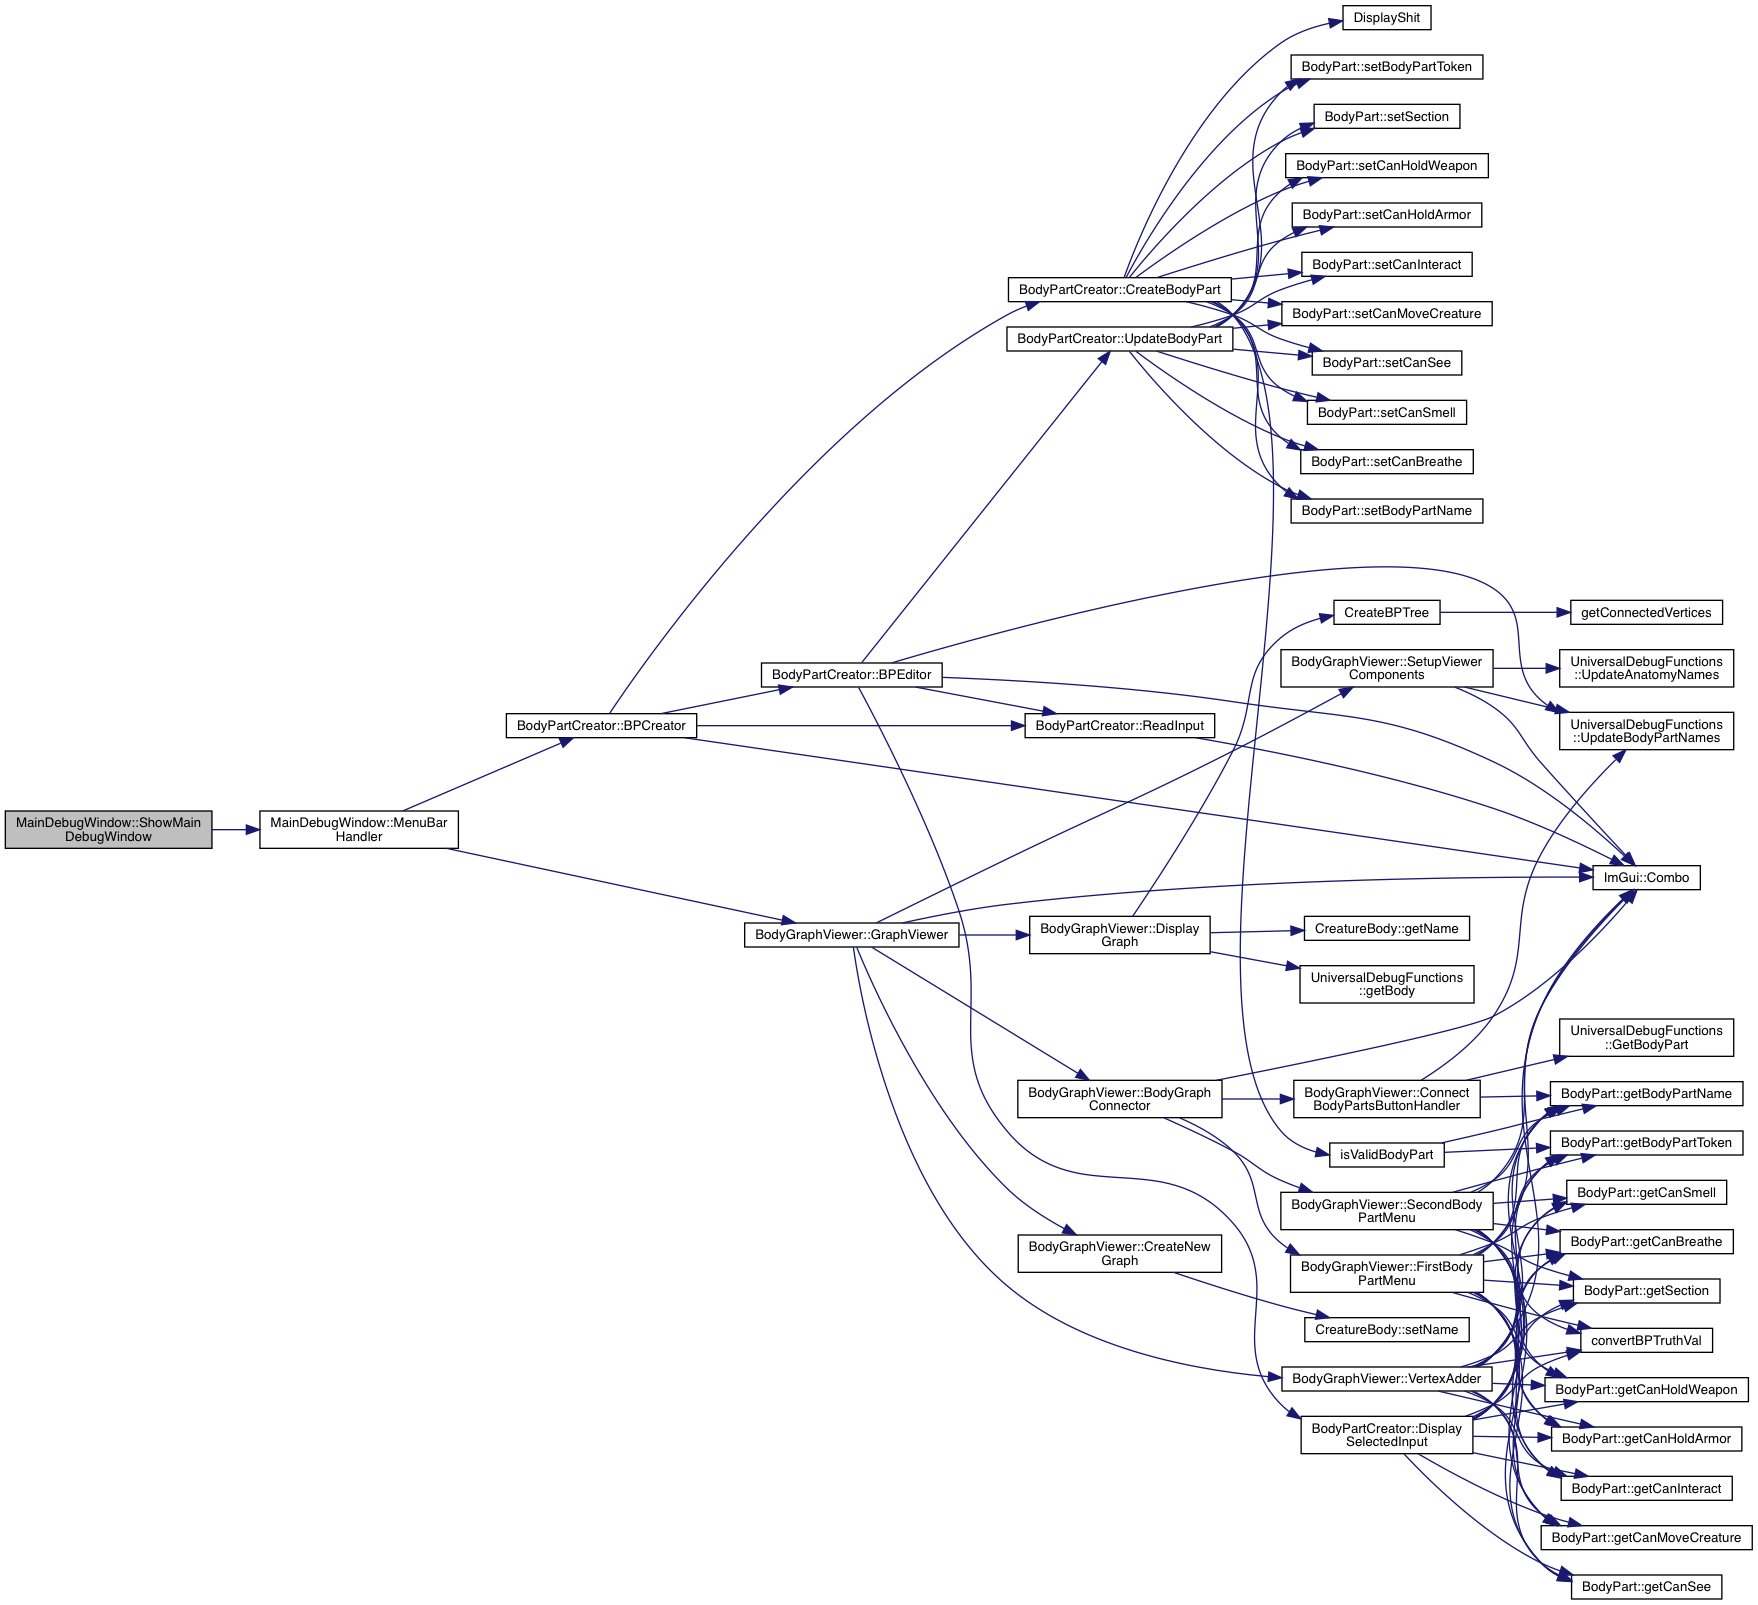 DisplayShit
BodyPart::setBodyPartToken
BodyPart::setSection
BodyPart::setCanHoldWeapon
BodyPart::setCanHoldArmor
BodyPart::setCanInteract
BodyPartCreator::CreateBodyPart
BodyPart::setCanMoveCreature
BodyPartCreator::UpdateBodyPart
BodyPart::setCanSee
BodyPart::setCanSmell
BodyPart::setCanBreathe
BodyPart::setBodyPartName
CreateBPTree
getConnectedVertices
BodyPartCreator::BPEditor
BodyGraphViewer::SetupViewer
Components
UniversalDebugFunctions
::UpdateAnatomyNames
BodyPartCreator::BPCreator
BodyPartCreator::ReadInput
UniversalDebugFunctions
::UpdateBodyPartNames
MainDebugWindow::ShowMain
DebugWindow
MainDebugWindow::MenuBar
Handler
ImGui::Combo
BodyGraphViewer::GraphViewer
BodyGraphViewer::Display
Graph
CreatureBody::getName
UniversalDebugFunctions
::getBody
UniversalDebugFunctions
::GetBodyPart
BodyGraphViewer::BodyGraph
Connector
BodyGraphViewer::Connect
BodyPartsButtonHandler
BodyPart::getBodyPartName
isValidBodyPart
BodyPart::getBodyPartToken
BodyGraphViewer::SecondBody
PartMenu
BodyPart::getCanSmell
BodyGraphViewer::CreateNew
Graph
BodyPart::getCanBreathe
BodyGraphViewer::FirstBody
PartMenu
BodyPart::getSection
CreatureBody::setName
convertBPTruthVal
BodyGraphViewer::VertexAdder
BodyPart::getCanHoldWeapon
BodyPartCreator::Display
SelectedInput
BodyPart::getCanHoldArmor
BodyPart::getCanInteract
BodyPart::getCanMoveCreature
BodyPart::getCanSee